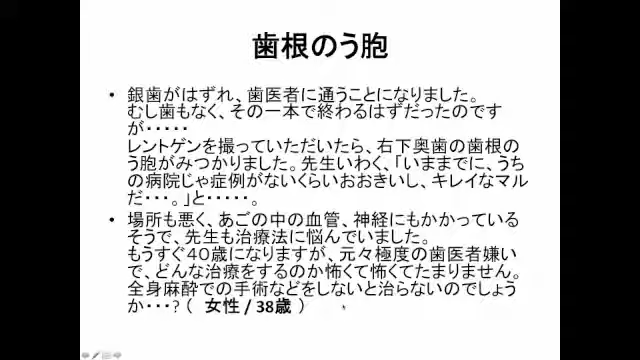 歯根のう胞
• 銀歯がはずれ、歯医者に通うことになりました。
むし歯もなく、その一本で終わるはずだったのです
が・・・・・
レントゲンを撮っていただいたら、右下奥歯の歯根の
う胞がみつかりました。先生いわく、「いままでに、うち
の病院じゃ症例がないくらいおおきいし、キレイなマル
だ・・・。」と・・・・・。
• 場所も悪く、あごの中の血管、神経にもかかっている
そうで、先生も治療法に悩んでいました。
もうすぐ４０歳になりますが、元々極度の歯医者嫌い
で、どんな治療をするのか怖くて怖くてたまりません。
全身麻酔での手術などをしないと治らないのでしょう
か・・・？（ 女性 / 38歳 ）